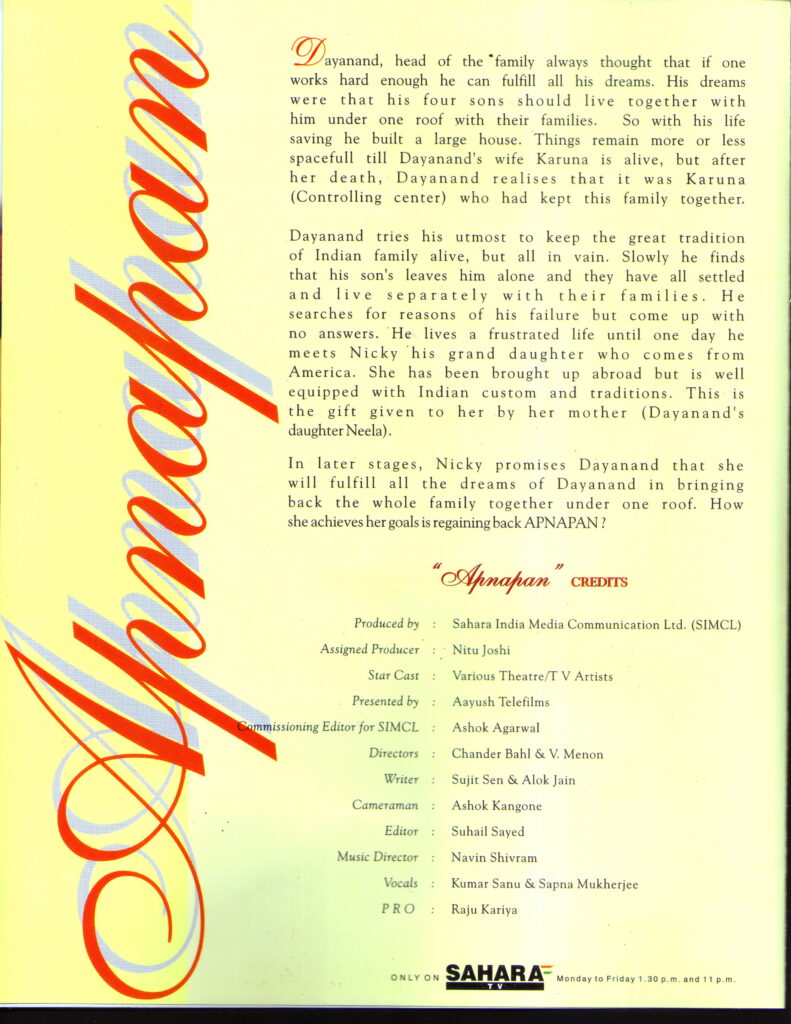 Apnapan
Dayanand, head of the family always thought that if one
works hard enough he can fulfill all his dreams. His dreams
were that his four sons should live together with
him under one roof with their families. So with his life
saving he built a large house. Things remain more or less
spacefull till Dayanand's wife Karuna is alive, but after
her death, Dayanand realises that it was Karuna
(Controlling center) who had kept this family together.
Dayanand tries his utmost to keep the great tradition
of Indian family alive, but all in vain. Slowly he finds
that his son's leaves him alone and they have all settled
and live separately with their families. He
searches for reasons of his failure but come up with
no answers. He lives a frustrated life until one day he
meets Nicky his grand daughter who comes from
America. She has been brought up abroad but is well
equipped with Indian custom and traditions. This is
the gift given to her by her mother (Dayanand's
daughter Neela).
In later stages, Nicky promises Dayanand that she
will fulfill all the dreams of Dayanand in bringing
back the whole family together under one roof. How
she achieves her goals is regaining back APNAPAN ?
"Apnapan" CREDITS
Produced by : Sahara India Media Communication Ltd. (SIMCL)
Assigned Producer : Nitu Joshi
Star Cast : Various Theatre/T V Artists
Presented by : Aayush Telefilms
Commissioning Editor for SIMCL : Ashok Agarwal
Directors : Chander Bahl & V. Menon
Writer : Sujit Sen & Alok Jain
Cameraman : Ashok Kangone
Editor : Suhail Sayed
Music Director : Navin Shivram
Vocals : Kumar Sanu & Sapna Mukherjee
P R O : Raju Kariya
ONLY ON SAHARA TV Monday to Friday 1.30 p.m. and 11 p.m.